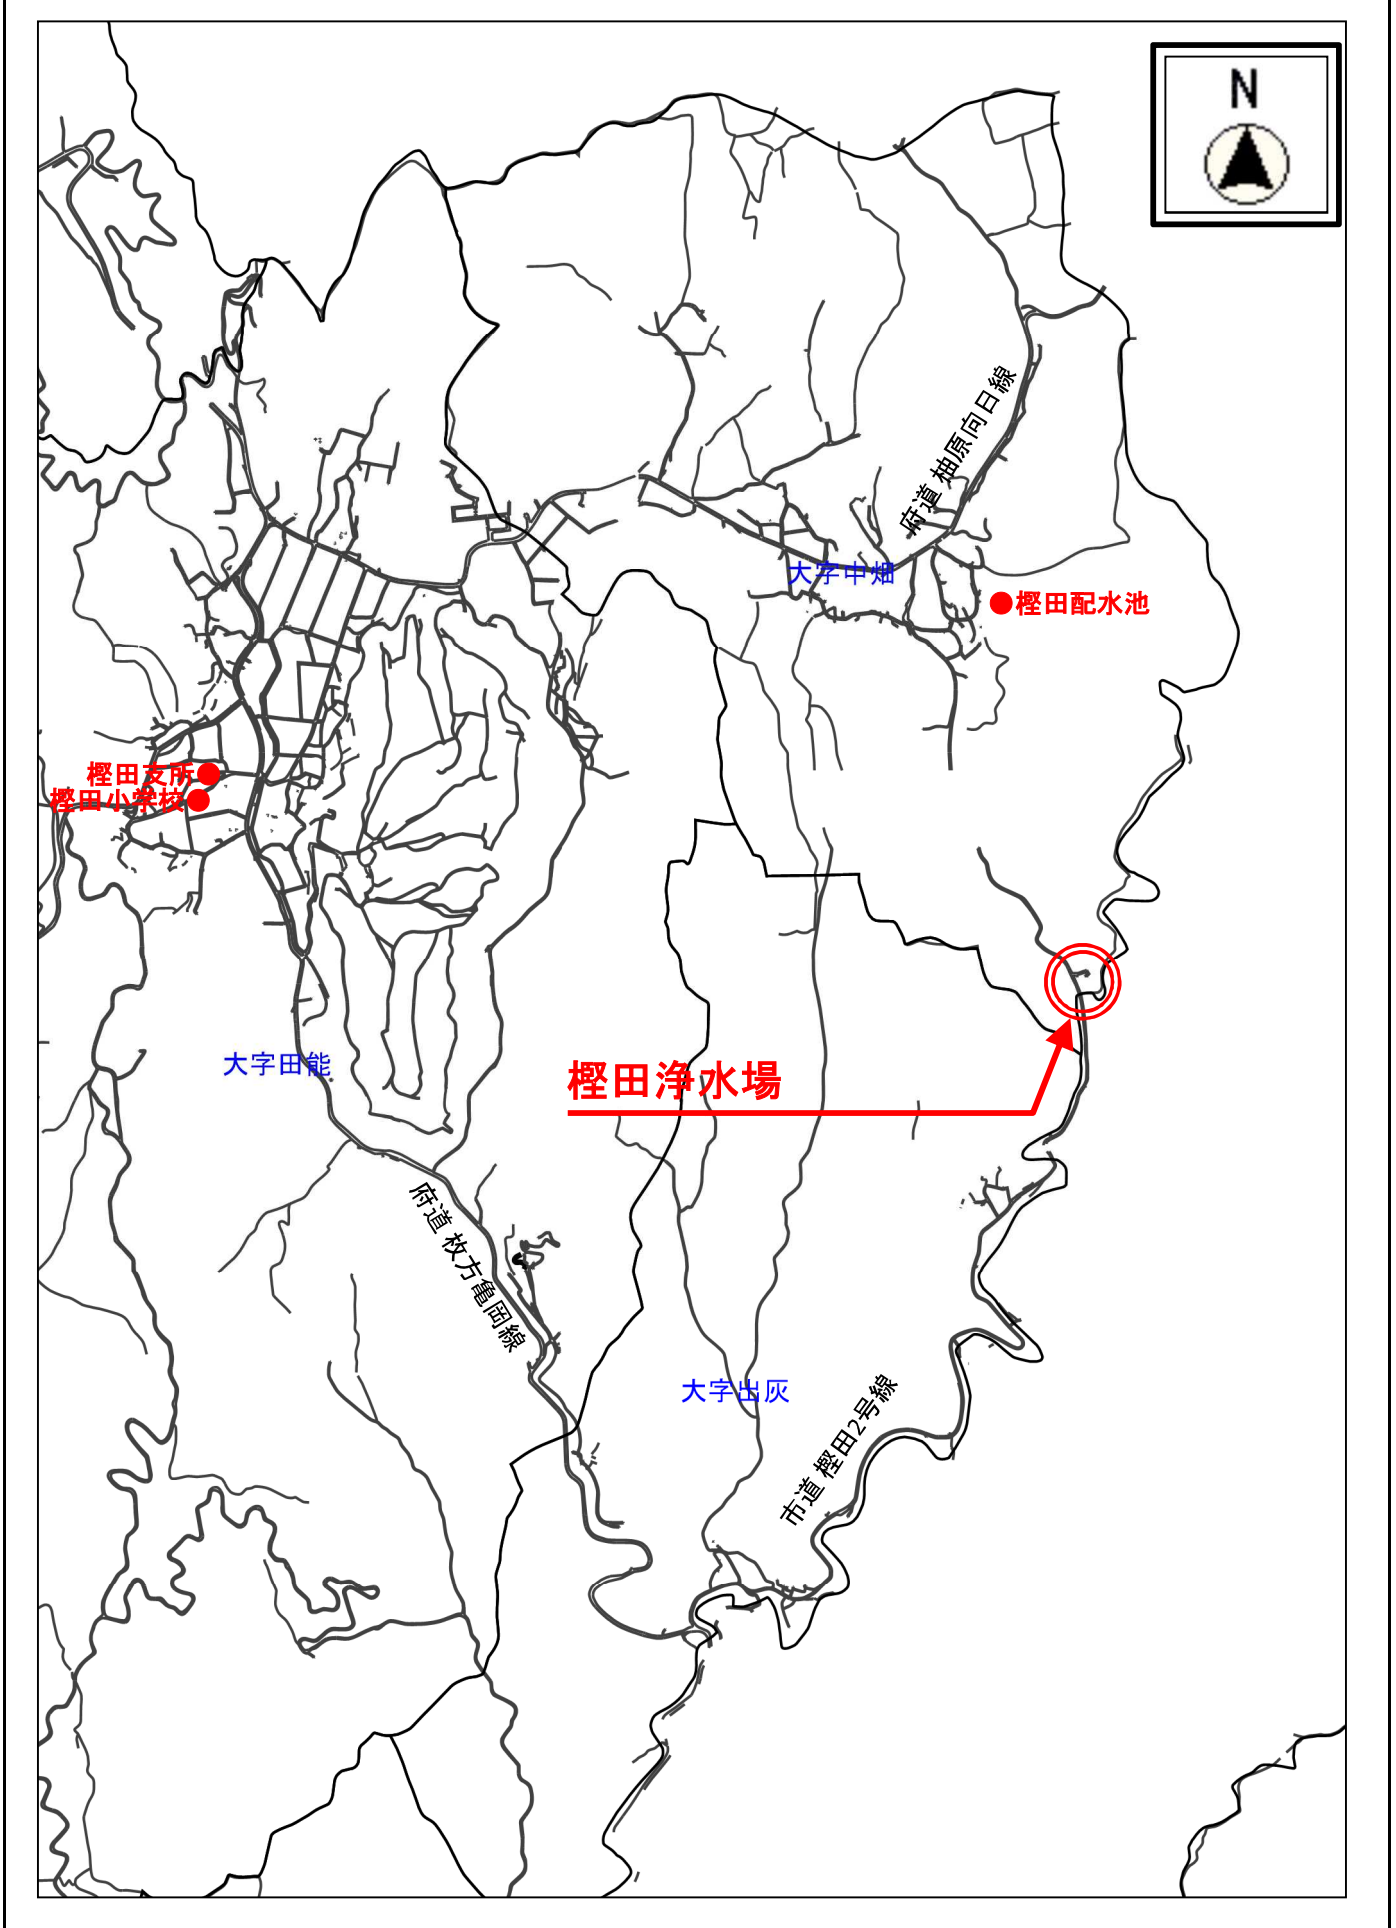 N
府道 柚原向日線
大字中畑
樫田配水池
樫田支所
樫田小学校
大字田能
樫田浄水場
府道 枚方亀岡線
大字出灰
市道 樫田2号線